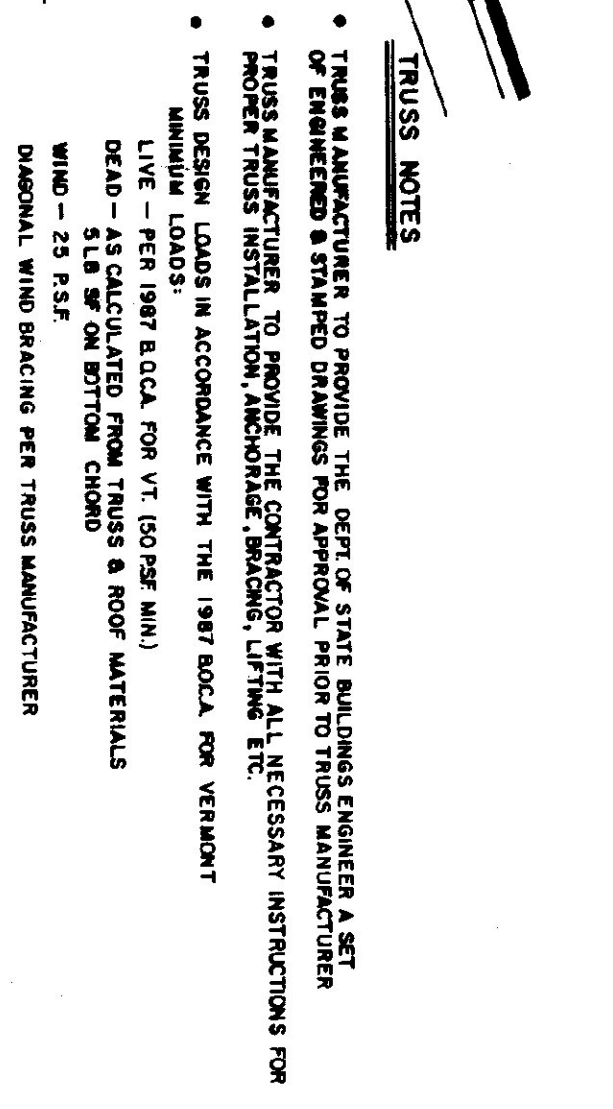 TRUSS NOTES
• TRUSS MANUFACTURER TO PROVIDE THE DEPT. OF STATE BUILDINGS ENGINEER A SET
OF ENGINEERED & STAMPED DRAWINGS FOR APPROVAL PRIOR TO TRUSS MANUFACTURER
• TRUSS MANUFACTURER TO PROVIDE THE CONTRACTOR WITH ALL NECESSARY INSTRUCTIONS FOR
PROPER TRUSS INSTALLATION, ANCHORAGE, BRACING, LIFTING ETC.
• TRUSS DESIGN LOADS IN ACCORDANCE WITH THE 1987 B.O.C.A. FOR VERMONT
MINIMUM LOADS:
LIVE — PER 1987 B.O.C.A. FOR VT. (50 P.S.F. MIN.)
DEAD — AS CALCULATED FROM TRUSS & ROOF MATERIALS
5 LB SF ON BOTTOM CHORD
WIND — 25 P.S.F.
DIAGONAL WIND BRACING PER TRUSS MANUFACTURER